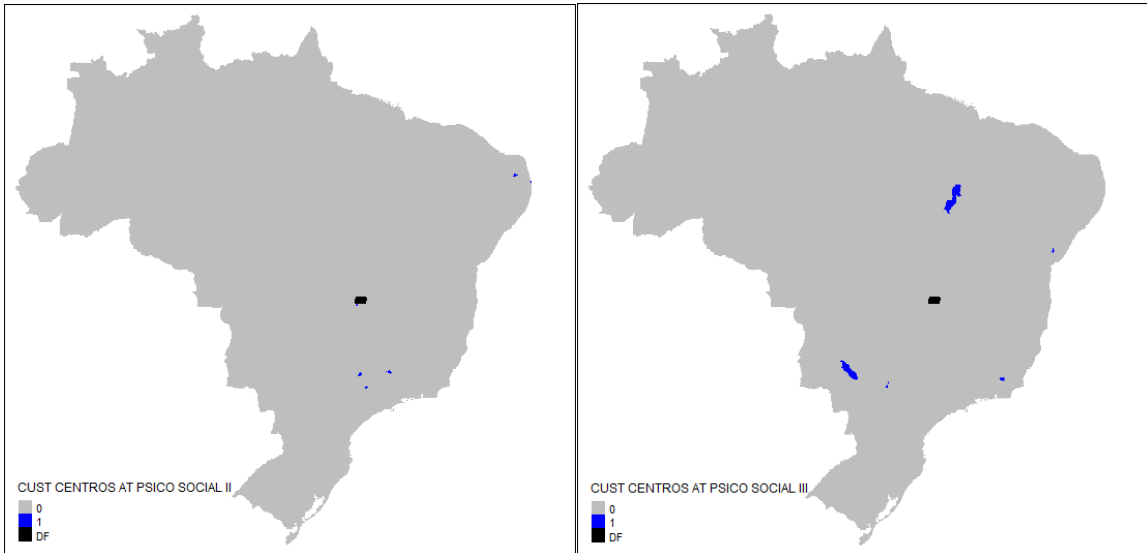 CUST CENTROS AT PSICO SOCIAL II
0
1
DF
CUST CENTROS AT PSICO SOCIAL III
0
1
DF